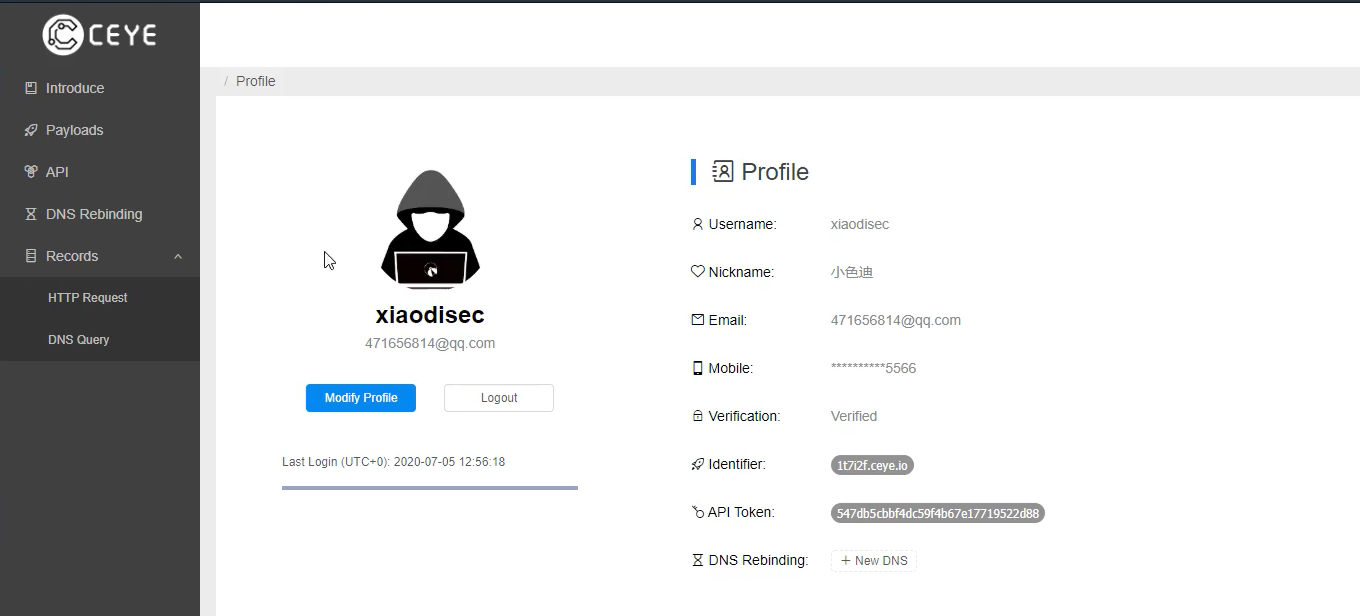 CEYE
Introduce
Payloads
API
DNS Rebinding
Records
HTTP Request
DNS Query
/ Profile
xiaodisec
471656814@qq.com
Modify Profile
Logout
Last Login (UTC+0): 2020-07-05 12:56:18
Profile
Username: xiaodisec
Nickname: 小色迪
Email: 471656814@qq.com
Mobile: **********5566
Verification: Verified
Identifier: 1t7i2f.ceye.io
API Token: 547db5cbbf4dc59f4b67e17719522d88
DNS Rebinding: + New DNS